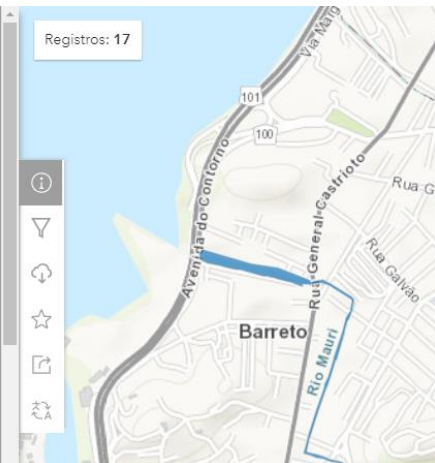 Registros: 17
Via Marg
101
100
Avenida do Contorno
Rua General Castrioto
Rua G
Rua Galvão
Barreto
Rio Mauri